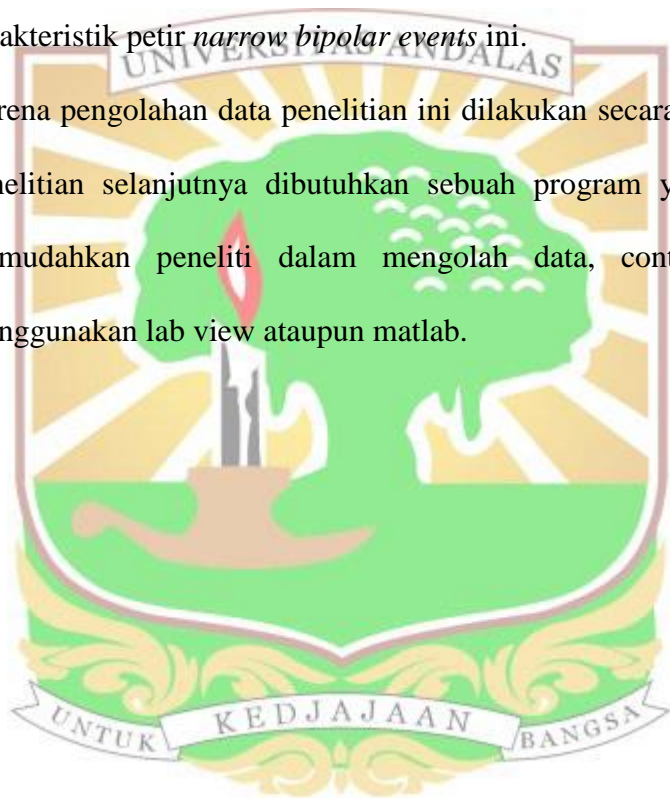 akteristik petir narrow bipolar events ini.
UNIVERSITAS ANDALAS
rena pengolahan data penelitian ini dilakukan secara
nelitian selanjutnya dibutuhkan sebuah program y
mudahkan peneliti dalam mengolah data, cont
nggunakan lab view ataupun matlab.
UNTUK KEDJAJAAN BANGSA